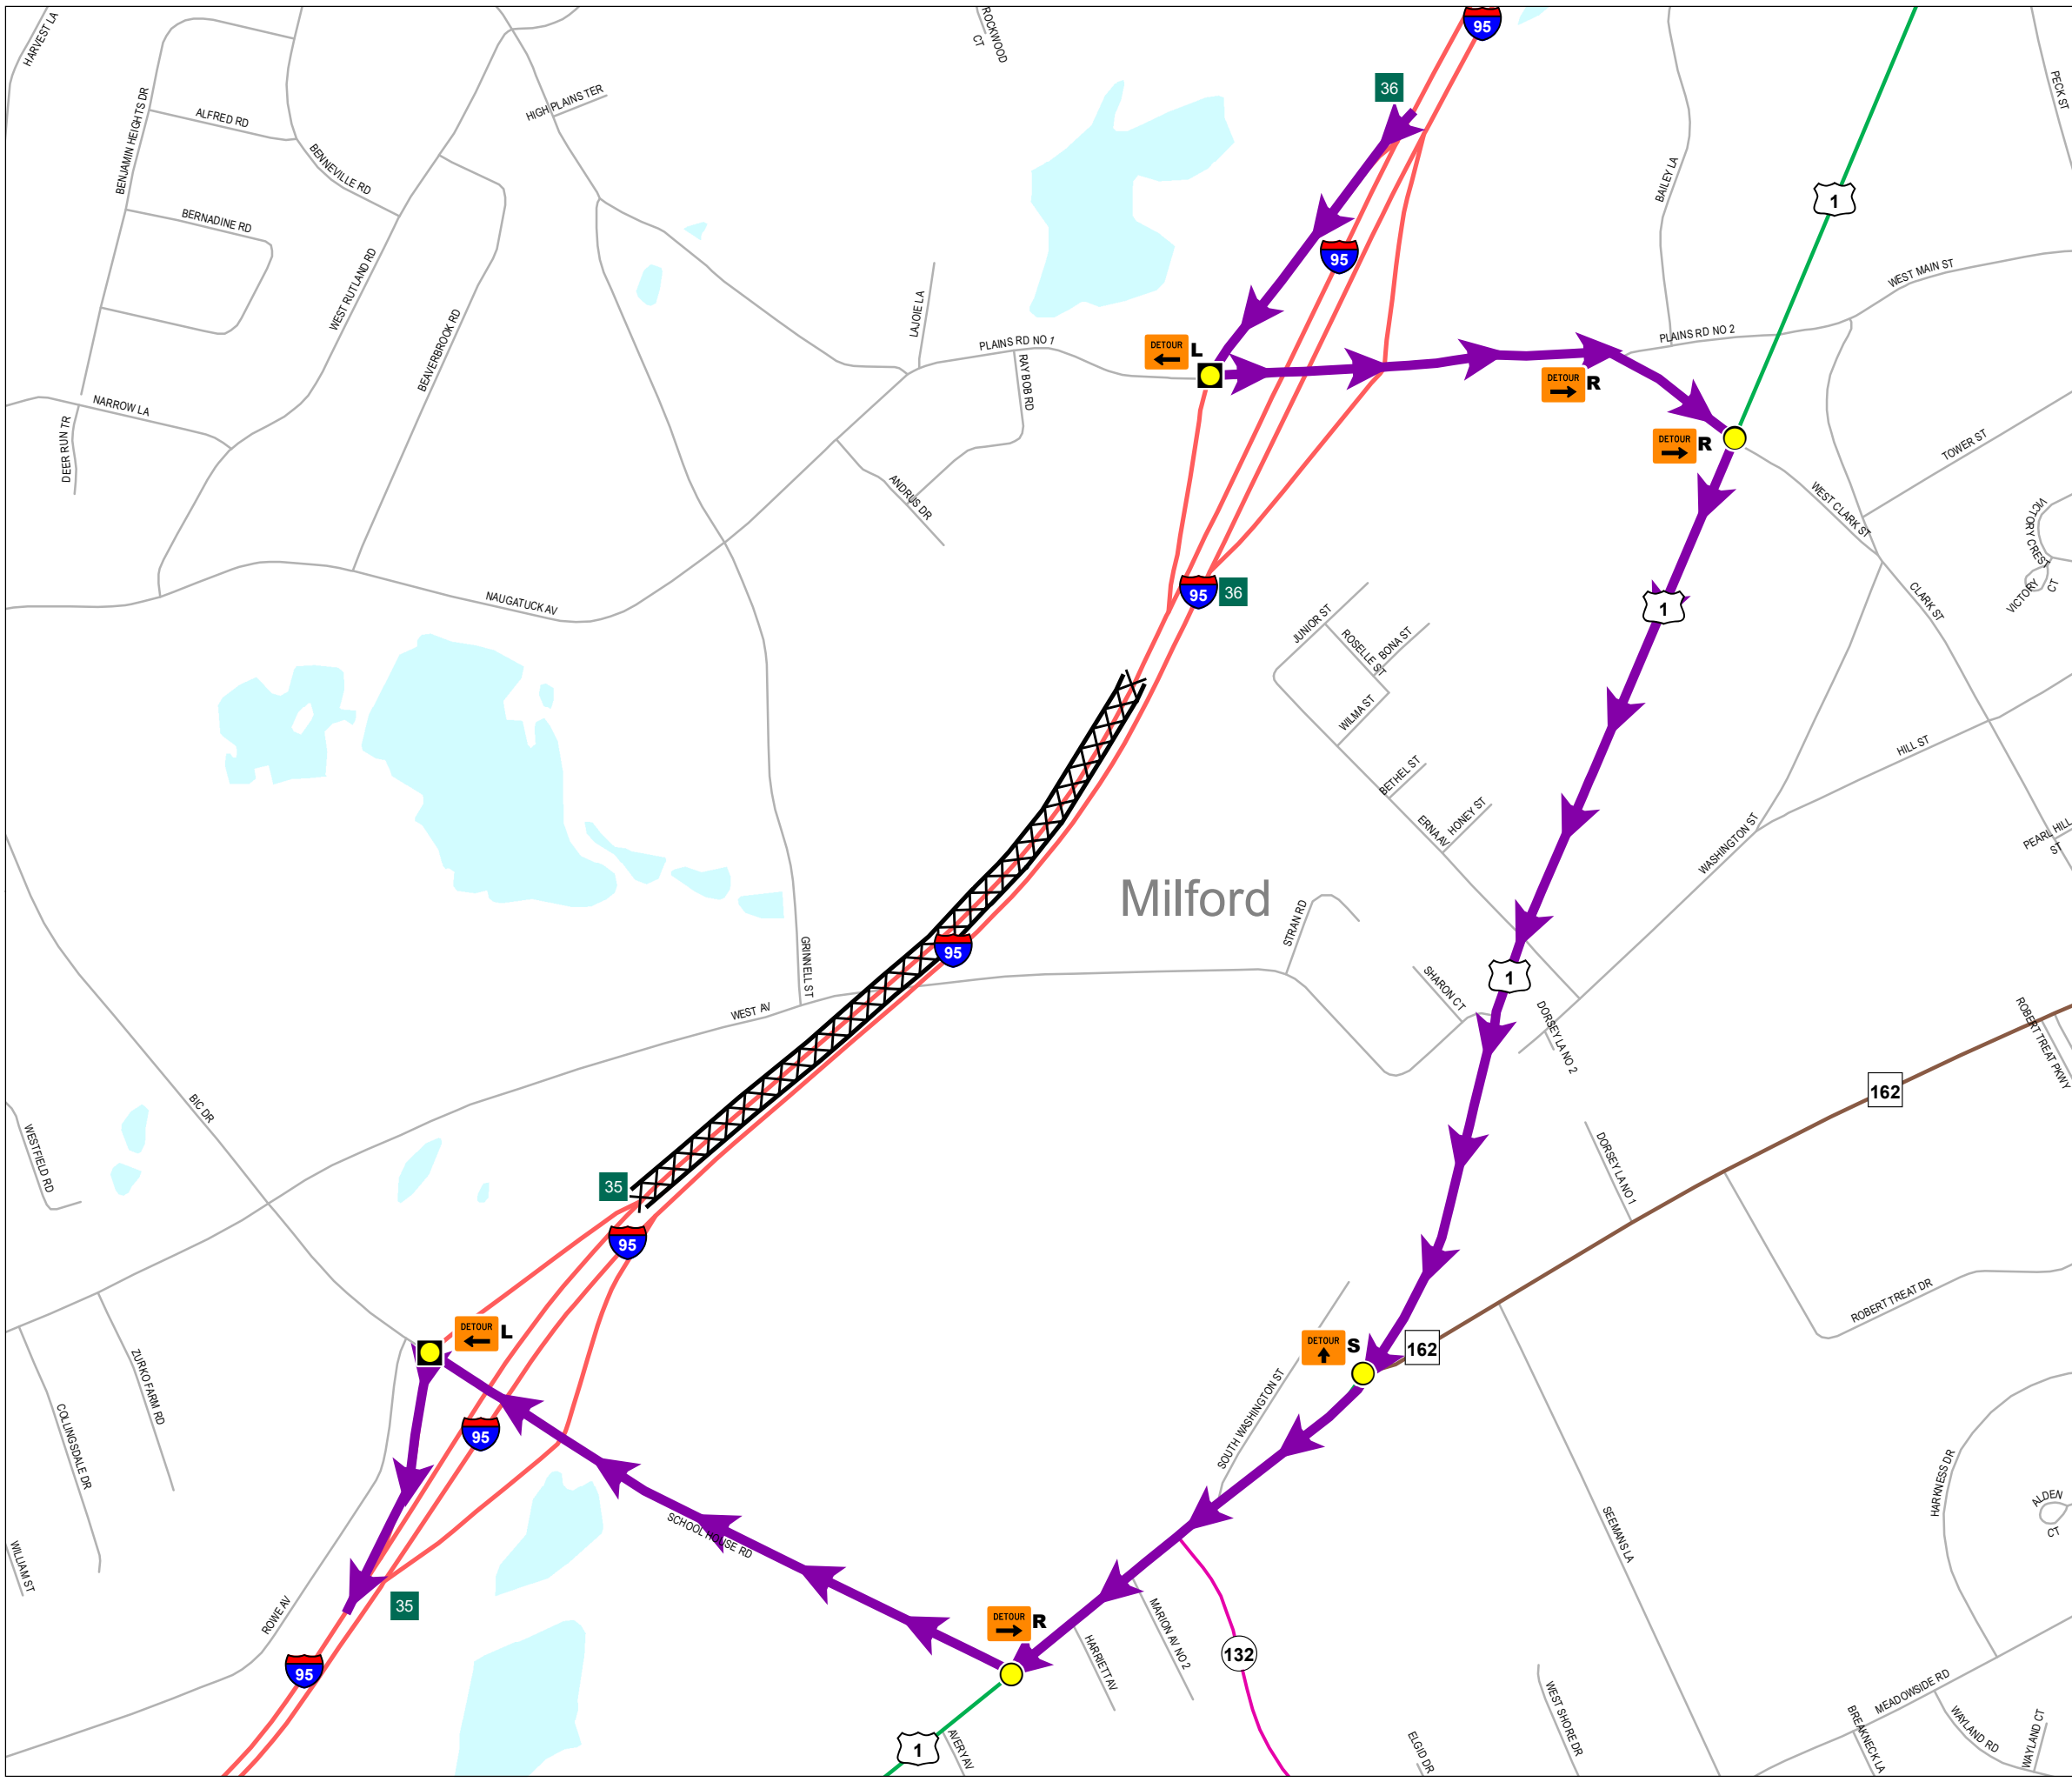 HARVEST LA
ROCKWOOD
CT
95
36
PECK ST
HIGH PLAINS TER
BENJAMIN HEIGHTS DR
ALFRED RD
BENNEVILLE RD
BAILEY LA
1
BERNADINE RD
WEST RUTLAND RD
95
WEST MAIN ST
LAJOIE LA
BEAVERBROOK RD
PLAINS RD NO 1
DETOUR
L
PLAINS RD NO 2
RAYBOB RD
DETOUR
R
NARROW LA
DEER RUN TR
DETOUR
R
TOWER ST
ANDRUS DR
WEST CLARK ST
VICTORY CREST
VICTORY
CT
NAUGATUCK AV
95
36
CLARK ST
1
JUNIOR ST
ROSELLE ST
BONA ST
WILMA ST
HILL ST
BETHEL ST
ERNA AV
HONEY ST
WASHINGTON ST
PEARL HILL
ST
Milford
STRAN RD
95
GRINNELL ST
SHARON CT
1
WEST AV
DORSEY LA NO 2
ROBERT TREAT PKWY
162
BIC DR
WESTFIELD RD
DORSEY LA NO 1
35
95
ROBERT TREAT DR
DETOUR
L
DETOUR
S
162
ZURKO FARM RD
COLLINGSDALE DR
SOUTH WASHINGTON ST
95
HARKNESS DR
ALDEN
CT
SCHOOL HOUSE RD
SEEMANS LA
WILLIAM ST
ROWE AV
35
DETOUR
R
MARION AV NO 2
HARRIETT AV
132
95
WEST SHORE DR
MEADOWSIDE RD
BREAKNECK LA
WAYLAND RD
WAYLAND CT
1
AVERY AV
ELGID DR